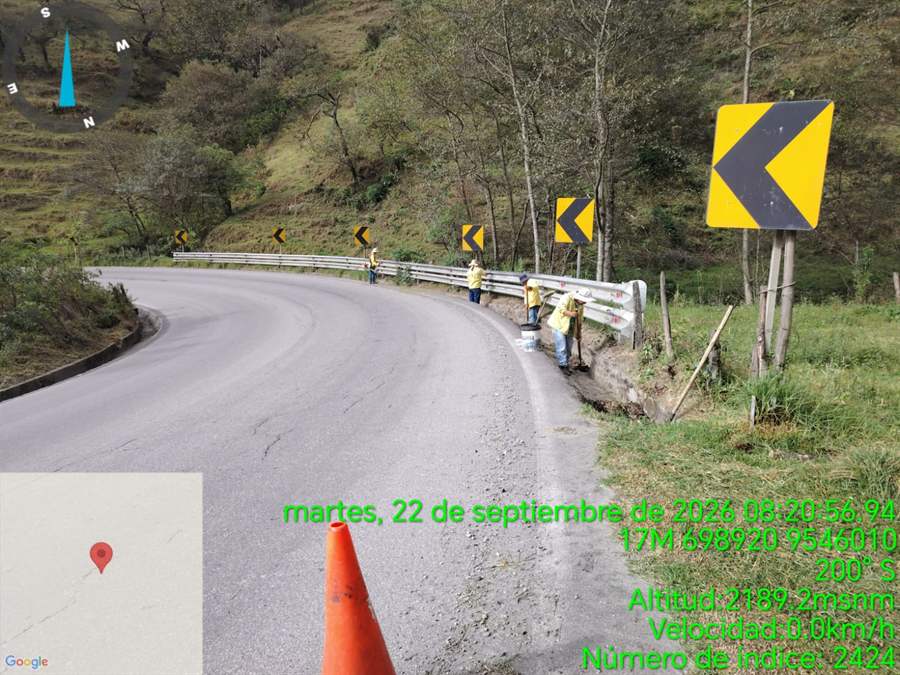 S
W
E
N
martes, 22 de septiembre de 2026 08:20:56.94
17M 698920 9546010
200° S
Altitud:2189.2msnm
Velocidad:0.0km/h
Número de índice: 2424
Google